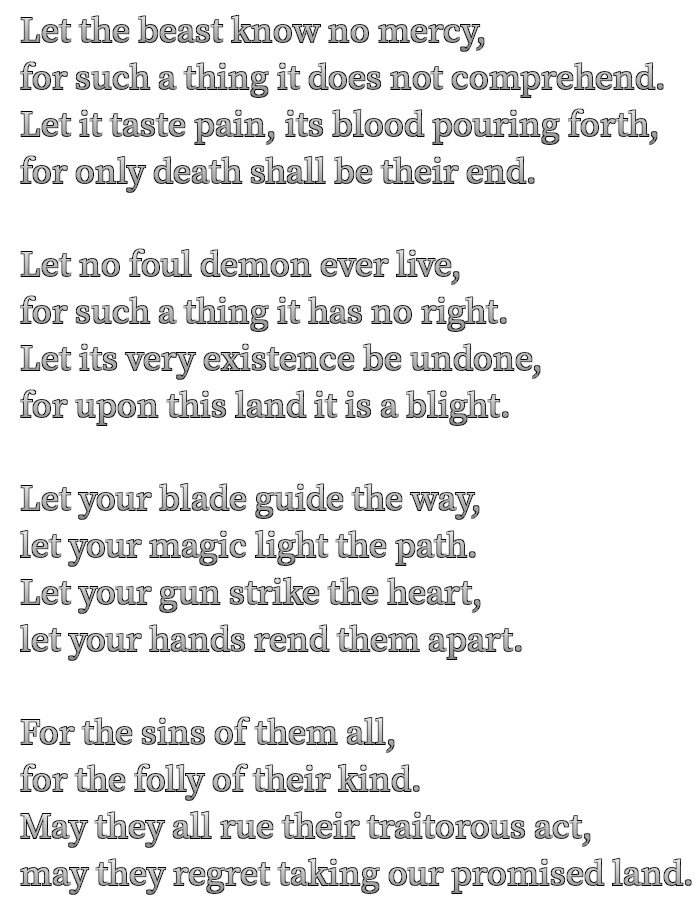 Let the beast know no mercy,
for such a thing it does not comprehend.
Let it taste pain, its blood pouring forth,
for only death shall be their end.

Let no foul demon ever live,
for such a thing it has no right.
Let its very existence be undone,
for upon this land it is a blight.

Let your blade guide the way,
let your magic light the path.
Let your gun strike the heart,
let your hands rend them apart.

For the sins of them all,
for the folly of their kind.
May they all rue their traitorous act,
may they regret taking our promised land.